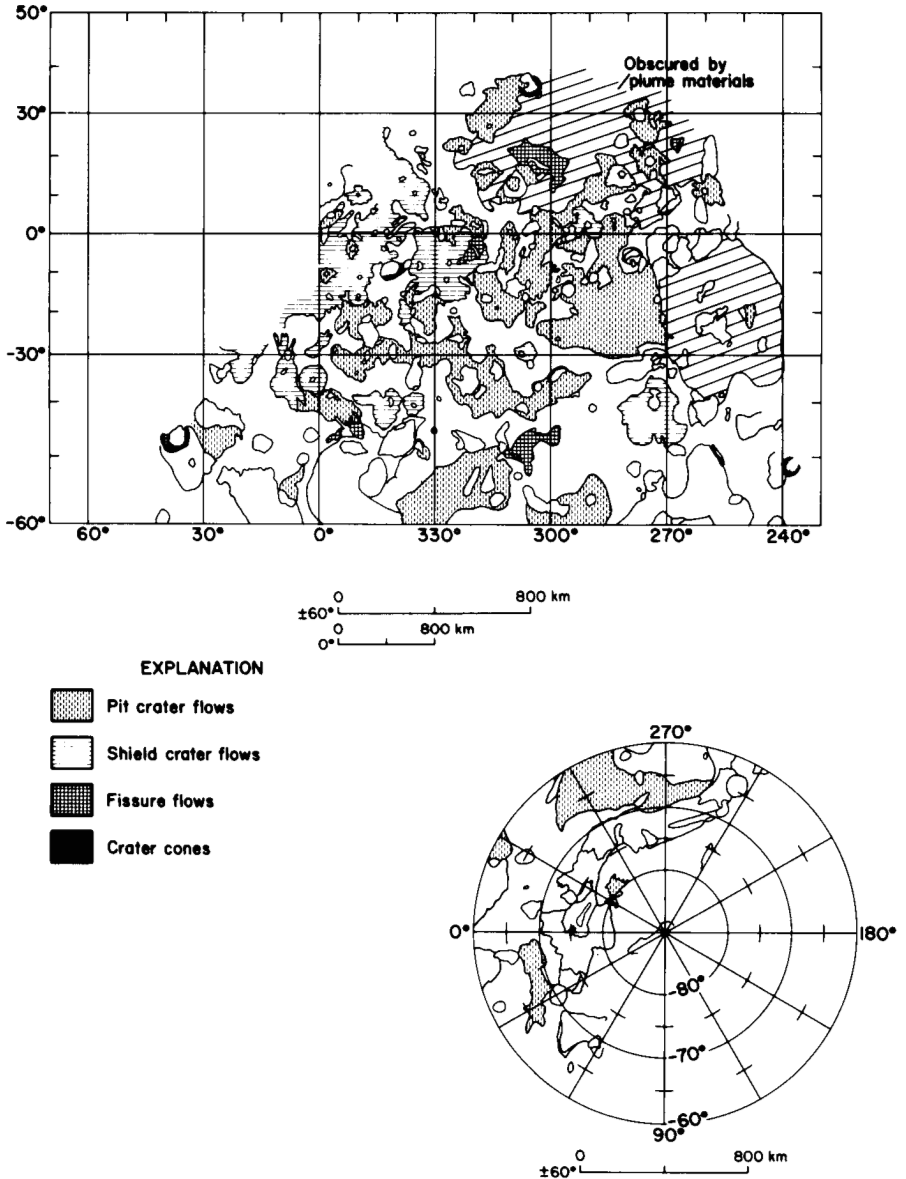 50°
Obscured by
plume materials
30°
0°
-30°
-60°
60° 30° 0° 330° 300° 270° 240°
0 800 km
±60°
0 800 km
0°
EXPLANATION
Pit crater flows
Shield crater flows
Fissure flows
Crater cones
270°
0°
180°
-80°
-70°
-60°
90°
0 800 km
±60°